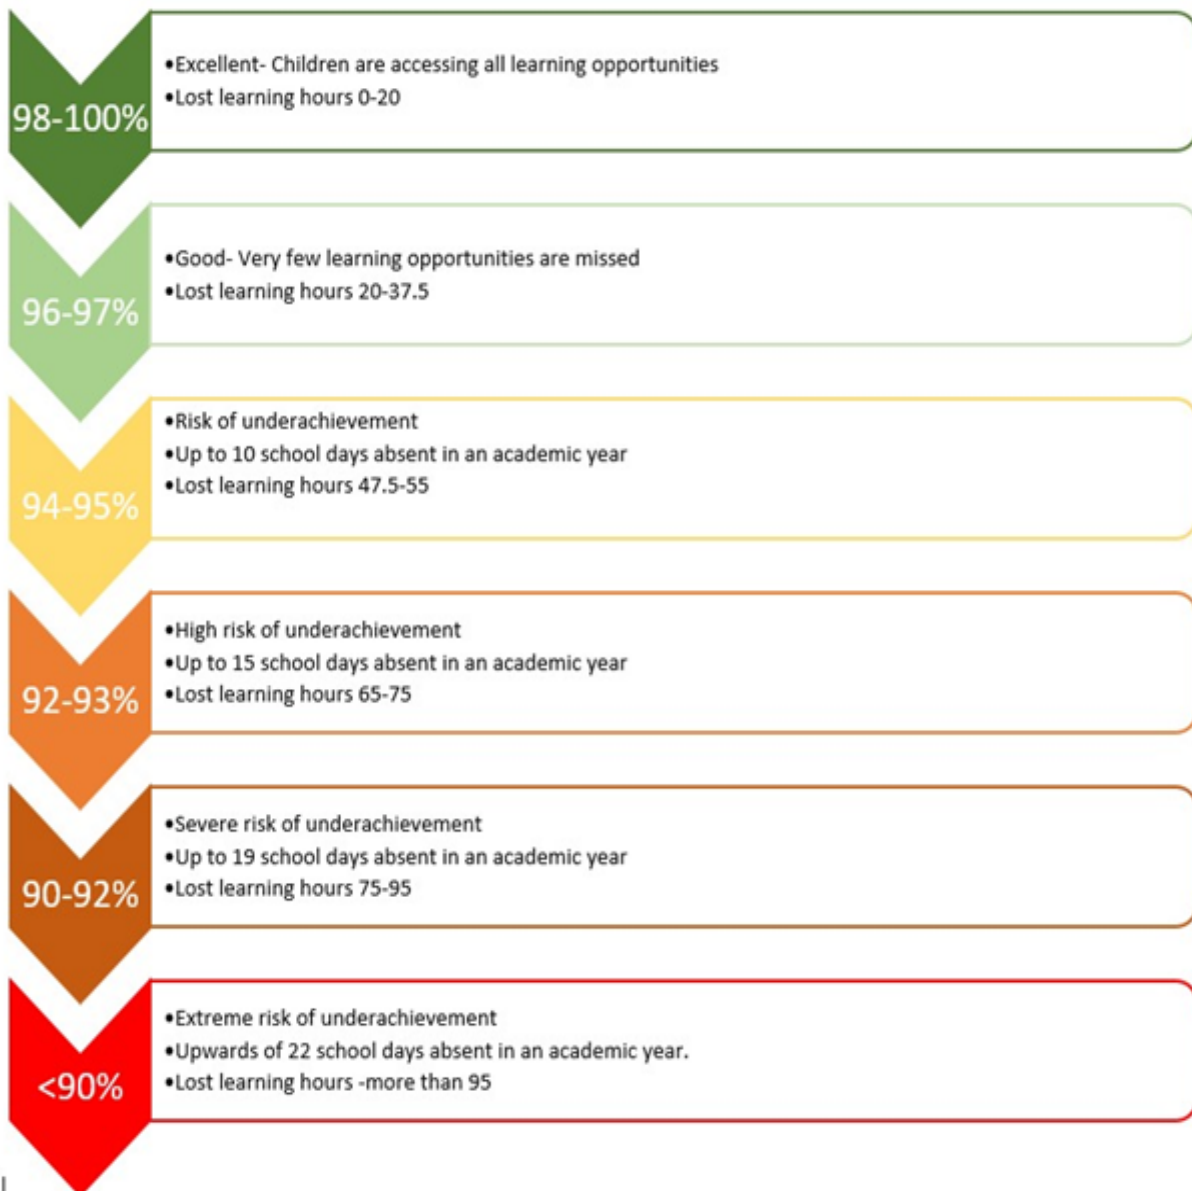 98-100%
•Excellent- Children are accessing all learning opportunities
•Lost learning hours 0-20
96-97%
•Good- Very few learning opportunities are missed
•Lost learning hours 20-37.5
94-95%
•Risk of underachievement
•Up to 10 school days absent in an academic year
•Lost learning hours 47.5-55
92-93%
•High risk of underachievement
•Up to 15 school days absent in an academic year
•Lost learning hours 65-75
90-92%
•Severe risk of underachievement
•Up to 19 school days absent in an academic year
•Lost learning hours 75-95
<90%
•Extreme risk of underachievement
•Upwards of 22 school days absent in an academic year.
•Lost learning hours -more than 95